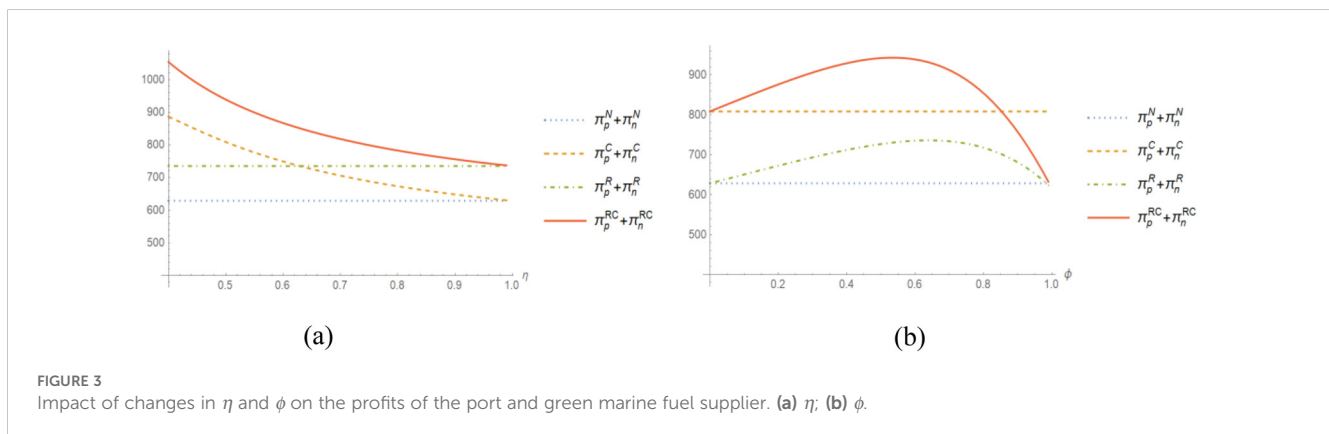 1000
900
800
700
600
500
0.5 0.6 0.7 0.8 0.9 1.0 η
π_p^N+π_n^N
π_p^C+π_n^C
π_p^R+π_n^R
π_p^RC+π_n^RC
(a)
900
800
700
600
500
0.2 0.4 0.6 0.8 1.0 ϕ
π_p^N+π_n^N
π_p^C+π_n^C
π_p^R+π_n^R
π_p^RC+π_n^RC
(b)
FIGURE 3
Impact of changes in η and ϕ on the profits of the port and green marine fuel supplier. (a) η; (b) ϕ.